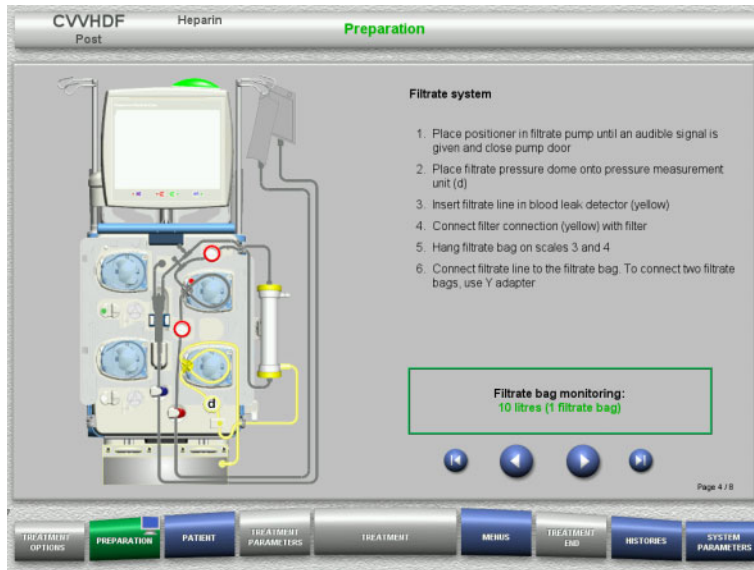 CVVHDF Heparin
Post
Preparation
Filtrate system
1. Place positioner in filtrate pump until an audible signal is
given and close pump door
2. Place filtrate pressure dome onto pressure measurement
unit (d)
3. Insert filtrate line in blood leak detector (yellow)
4. Connect filter connection (yellow) with filter
5. Hang filtrate bag on scales 3 and 4
6. Connect filtrate line to the filtrate bag. To connect two filtrate
bags, use Y adapter
d
Filtrate bag monitoring:
10 litres (1 filtrate bag)
Page 4 / 8
TREATMENT
OPTIONS
PREPARATION
PATIENT
TREATMENT
PARAMETERS
TREATMENT
MENUS
TREATMENT
END
HISTORIES
SYSTEM
PARAMETERS